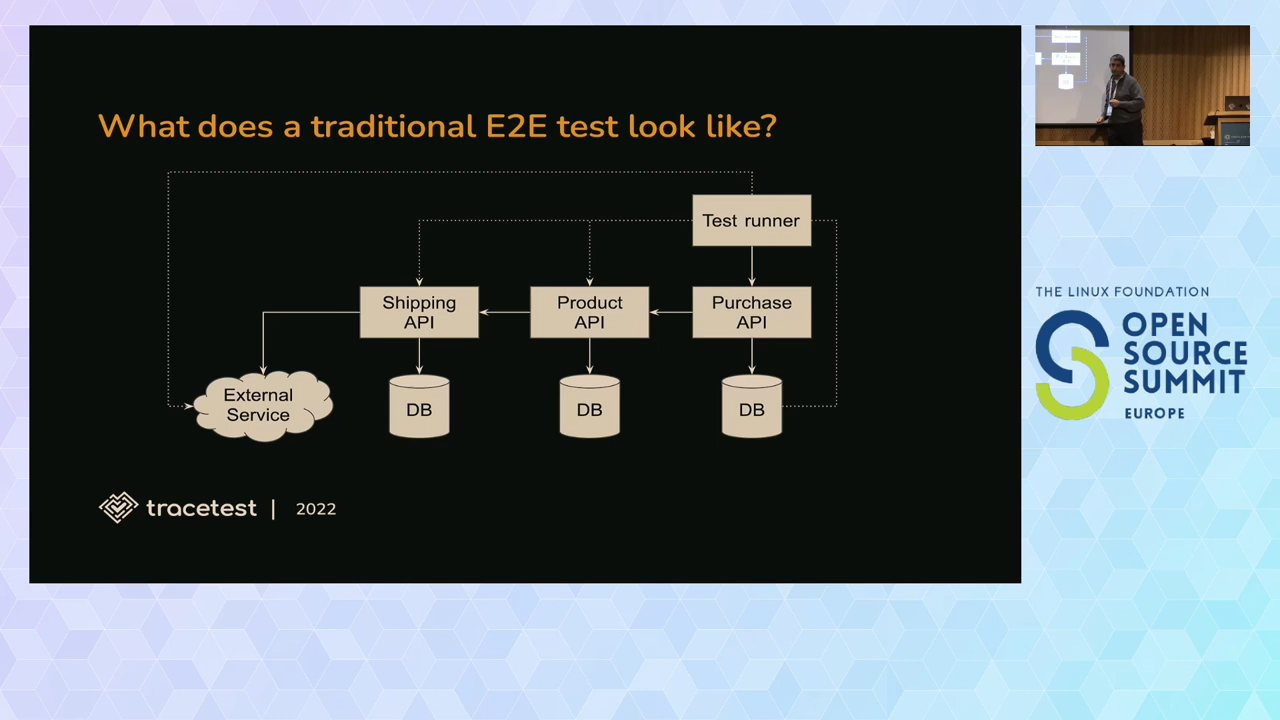 What does a traditional E2E test look like?
Test runner
Shipping
API
Product
API
Purchase
API
External
Service
DB
DB
DB
tracetest | 2022
THE LINUX FOUNDATION
OPEN
SOURCE
SUMMIT
EUROPE